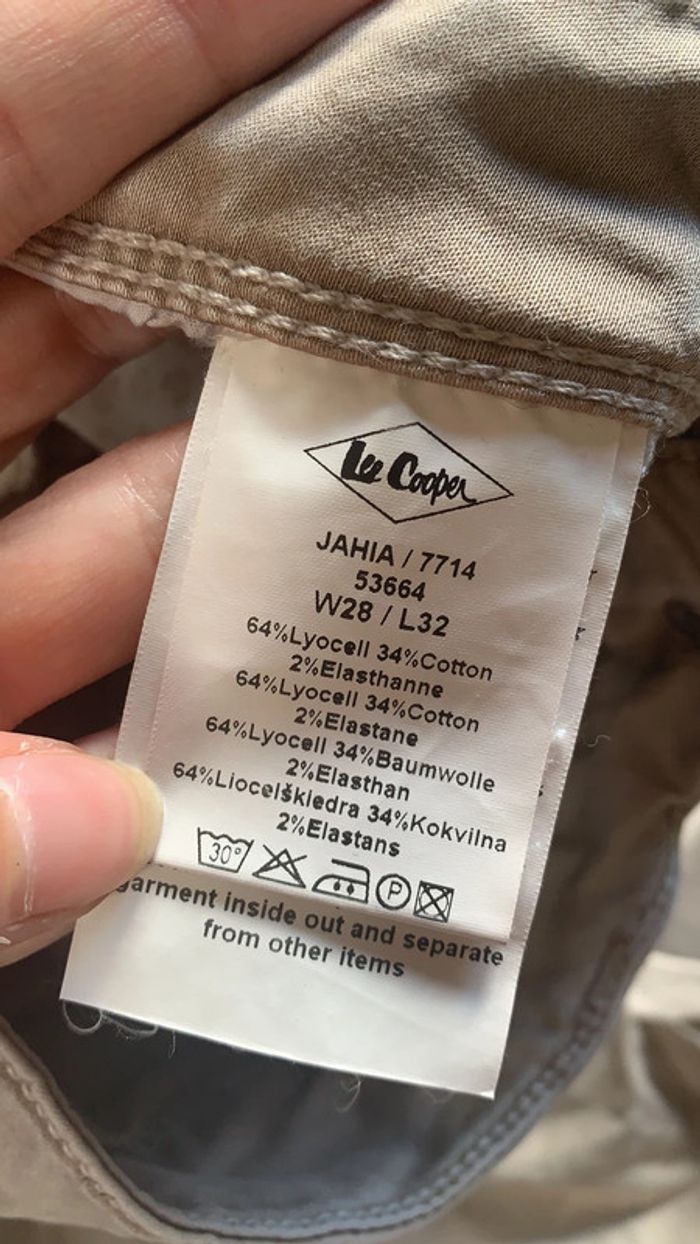 Lee Cooper
JAHIA / 7714
53664
W28 / L32
64%Lyocell 34%Cotton
2%Elasthanne
64%Lyocell 34%Cotton
2%Elastane
64%Lyocell 34%Baumwolle
2%Elasthan
64%Liocelšķiedra 34%Kokvilna
2%Elastans
30° P
garment inside out and separate
from other items